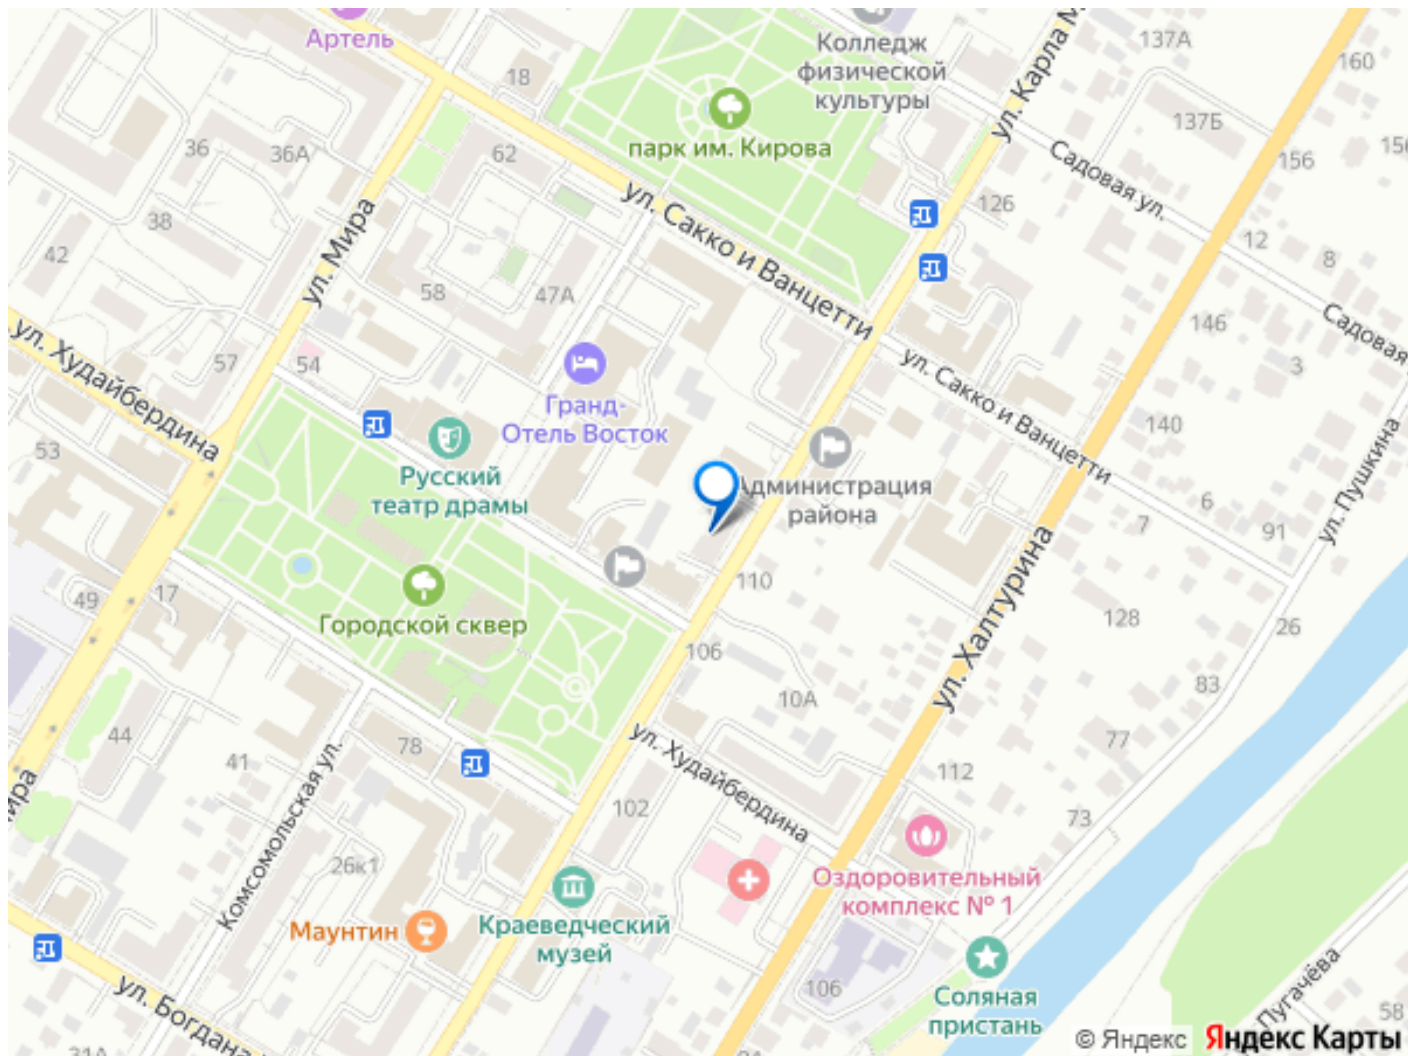 Артель
18
Колледж
физической
культуры
ул. Карла М
137А
160
137Б
156
156
парк им. Кирова
36
36А
62
Садовая ул.
126
12
8
38
42
ул. Мира
ул. Сакко и Ванцетти
58
47А
146
Садовая
3
ул. Худайбердина
57
54
Гранд-
Отель Восток
ул. Сакко и Ванцетти
140
53
Русский
театр драмы
Администрация
района
6
7
91
ул. Пушкина
ул. Халтурина
110
128
26
49
17
Городской сквер
106
10А
83
77
44
41
78
Комсомольская ул.
ул. Худайбердина
112
102
73
26к1
Оздоровительный
комплекс № 1
Маунтин
Краеведческий
музей
ул. Богдана
106
Соляная
пристань
Пугачёва
58
31А
© Яндекс
Яндекс Карты